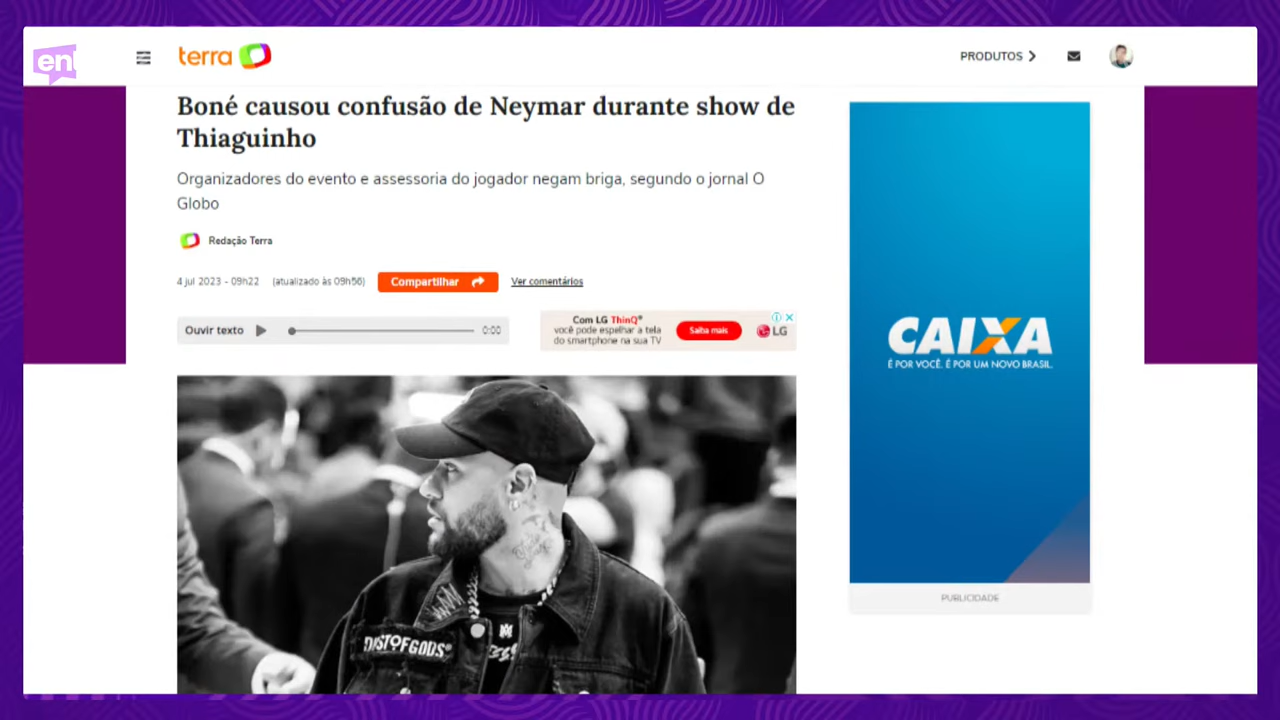 en
terra
PRODUTOS
Boné causou confusão de Neymar durante show de
Thiaguinho
Organizadores do evento e assessoria do jogador negam briga, segundo o jornal O
Globo
Redação Terra
4 jul 2023 - 09h22 (atualizado às 09h56)
Compartilhar
Ver comentários
Ouvir texto
0:00
Com LG ThinQ®
você pode espelhar a tela
do smartphone na sua TV
Saiba mais
LG
CAIXA
É POR VOCÊ. É POR UM NOVO BRASIL.
PUBLICIDADE